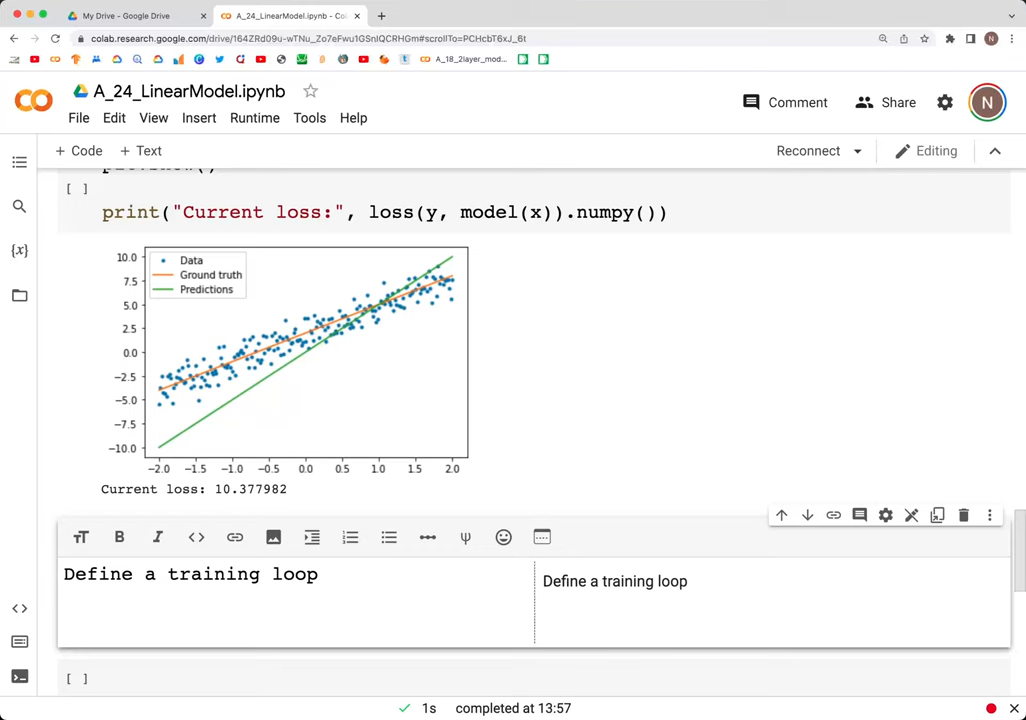 My Drive - Google Drive
A_24_LinearModel.ipynb - Col
colab.research.google.com/drive/164ZRd09u-wTNu_Zo7eFwu1GSnIQCRHGm#scrollTo=PCHcbT6xJ_6t
A_18_2layer_mod...
A_24_LinearModel.ipynb
File Edit View Insert Runtime Tools Help
Comment Share N
+ Code + Text
Reconnect Editing
[ ]
print("Current loss:", loss(y, model(x)).numpy())
Data
Ground truth
Predictions
10.0
7.5
5.0
2.5
0.0
−2.5
−5.0
−7.5
−10.0
−2.0 −1.5 −1.0 −0.5 0.0 0.5 1.0 1.5 2.0
Current loss: 10.377982
Define a training loop
Define a training loop
[ ]
1s completed at 13:57